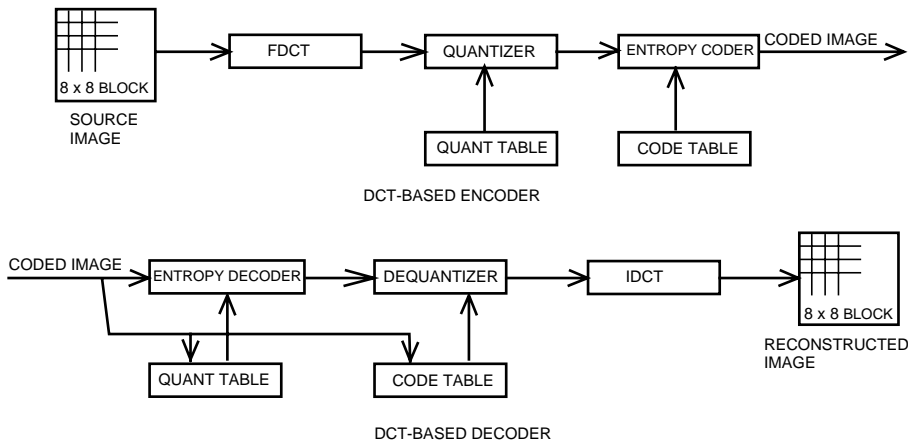 FDCT
QUANTIZER
ENTROPY CODER
CODED IMAGE
8 x 8 BLOCK
SOURCE
IMAGE
QUANT TABLE
CODE TABLE
DCT-BASED ENCODER
CODED IMAGE
ENTROPY DECODER
DEQUANTIZER
IDCT
8 x 8 BLOCK
RECONSTRUCTED
IMAGE
QUANT TABLE
CODE TABLE
DCT-BASED DECODER